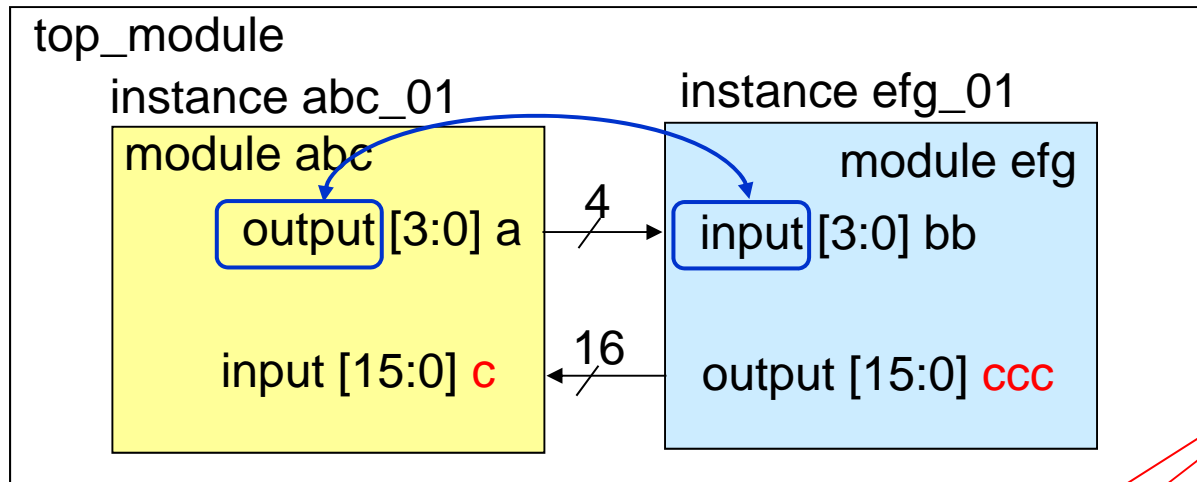 top_module
instance abc_01
instance efg_01
module abc
module efg
output [3:0] a
4
input [3:0] bb
input [15:0] c
16
output [15:0] ccc